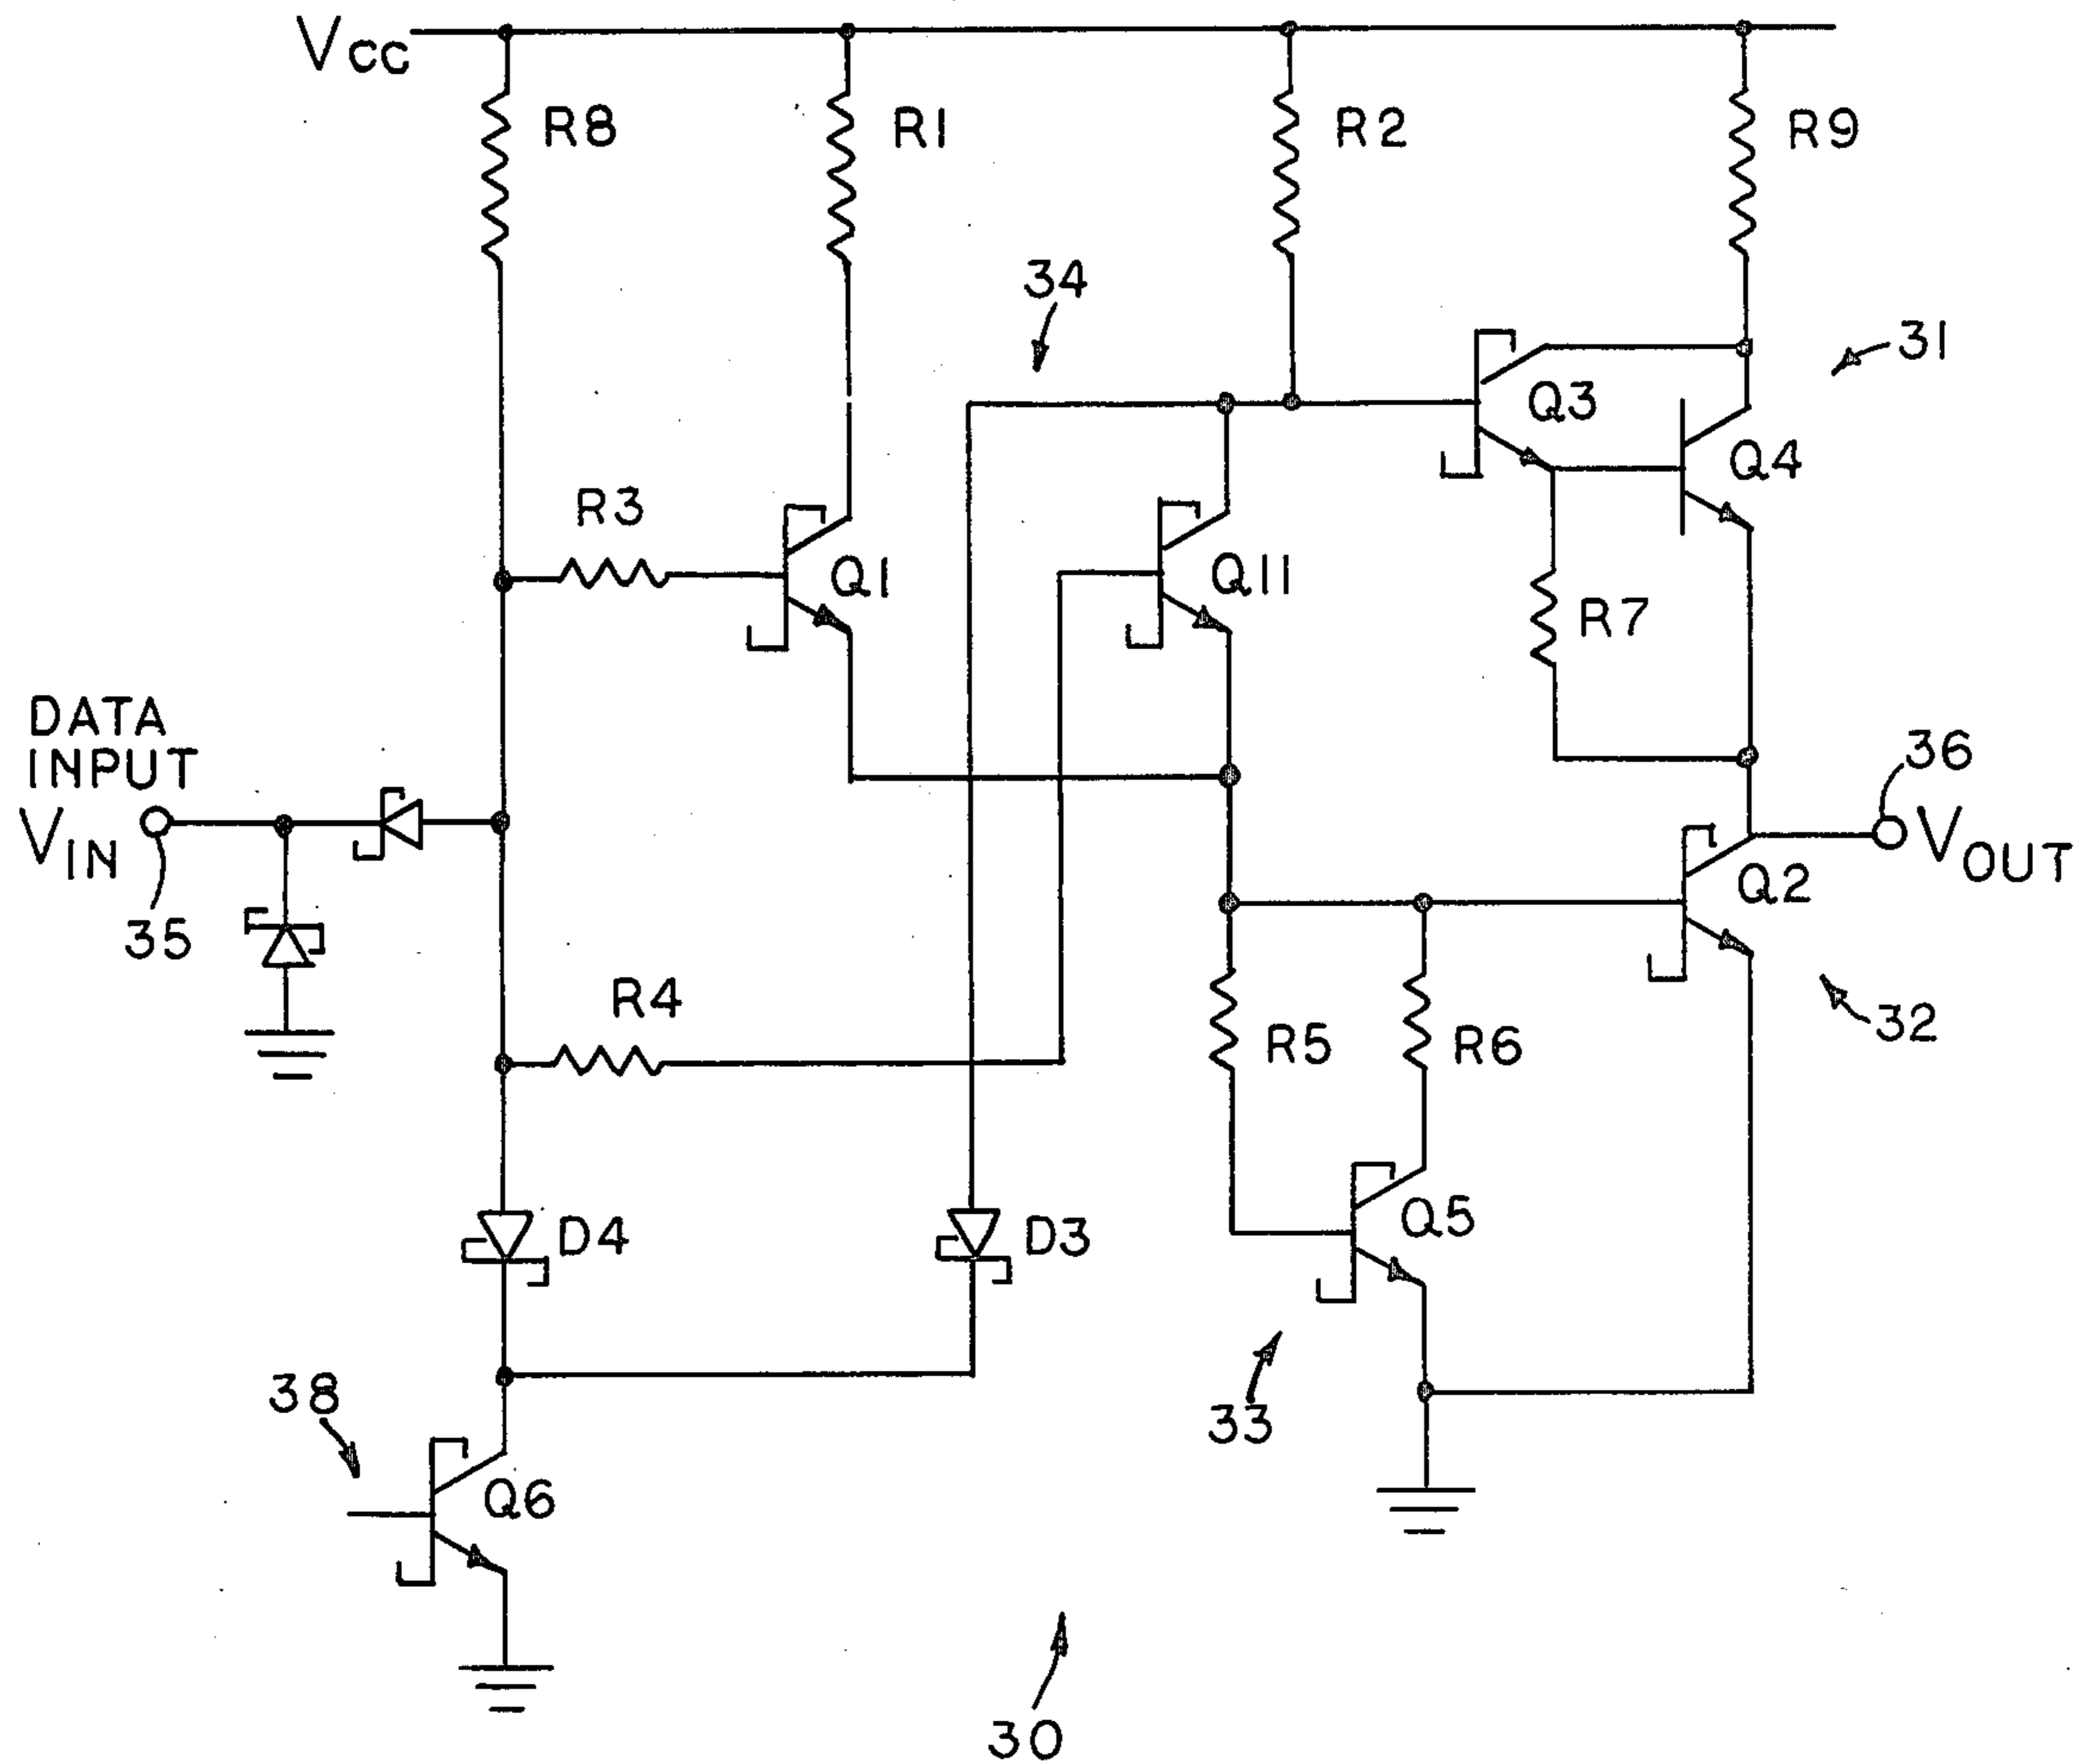 VCC
R8
R1
R2
R9
34
31
Q3
Q4
R3
Q1
Q11
R7
DATA
INPUT
VIN
35
36
VOUT
Q2
R4
R5
R6
32
D4
D3
Q5
38
33
Q6
30